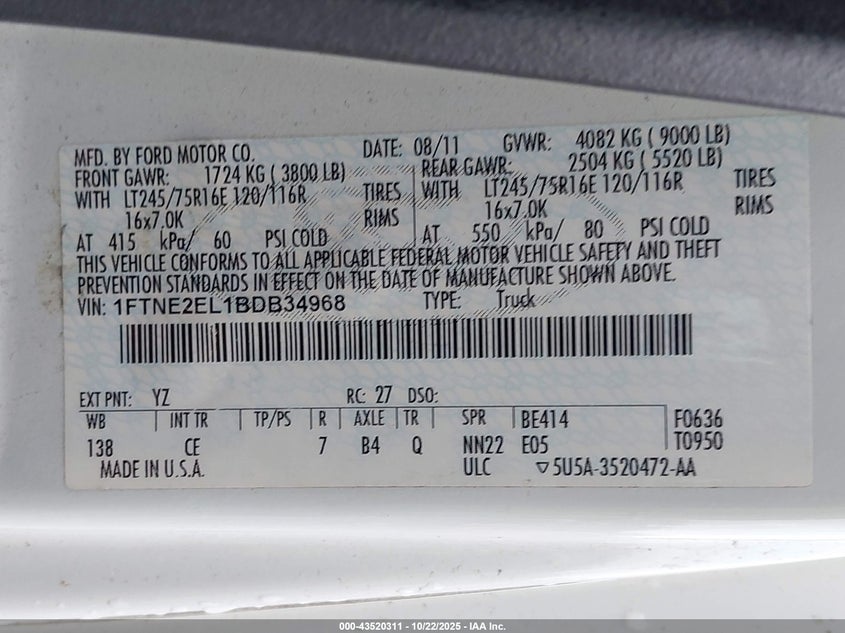 MFD. BY FORD MOTOR CO. DATE: 08/11 GVWR: 4082 KG ( 9000 LB)
FRONT GAWR: 1724 KG ( 3800 LB) REAR GAWR: 2504 KG ( 5520 LB)
WITH LT245/75R16E 120/116R TIRES WITH LT245/75R16E 120/116R TIRES
16x7.0K RIMS 16x7.0K RIMS
AT 415 kPa/ 60 PSI COLD AT 550 kPa/ 80 PSI COLD
THIS VEHICLE CONFORMS TO ALL APPLICABLE FEDERAL MOTOR VEHICLE SAFETY AND THEFT
PREVENTION STANDARDS IN EFFECT ON THE DATE OF MANUFACTURE SHOWN ABOVE.
VIN: 1FTNE2EL1BDB34968 TYPE: Truck
EXT PNT: YZ RC: 27 DSO:
WB INT TR TP/PS R AXLE TR SPR BE414 F0636
138 CE 7 B4 Q NN22 E05 T0950
MADE IN U.S.A. ULC ▽5U5A-3520472-AA
000-43520311 - 10/22/2025 - IAA Inc.